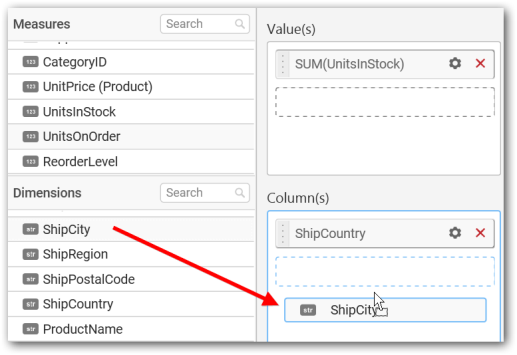 Measures
Search
123 CategoryID
123 UnitPrice (Product)
123 UnitsInStock
123 UnitsOnOrder
123 ReorderLevel
Dimensions
Search
str ShipCity
str ShipRegion
str ShipPostalCode
str ShipCountry
str ProductName
Value(s)
SUM(UnitsInStock)
Column(s)
ShipCountry
str ShipCity